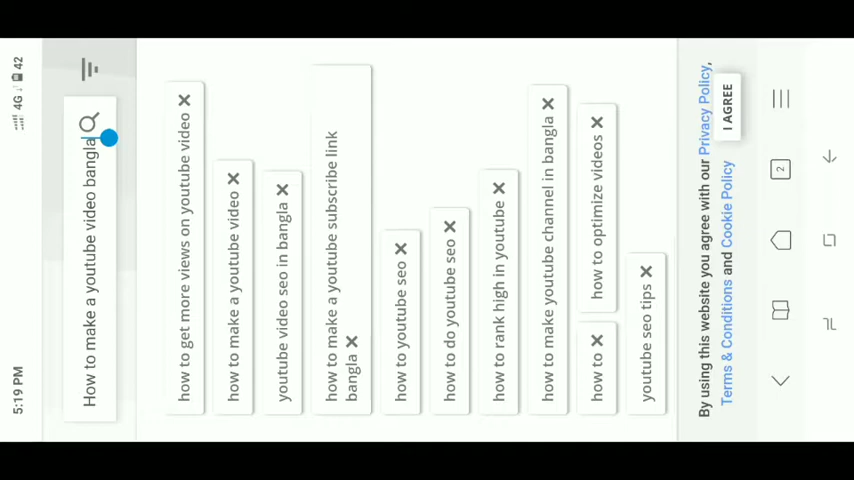 5:19 PM
4G 42
How to make a youtube video bangla
how to get more views on youtube video ×
how to make a youtube video ×
youtube video seo in bangla ×
how to make a youtube subscribe link
bangla ×
how to youtube seo ×
how to do youtube seo ×
how to rank high in youtube ×
how to make youtube channel in bangla ×
how to ×
how to optimize videos ×
youtube seo tips ×
By using this website you agree with our Privacy Policy,
Terms & Conditions and Cookie Policy
I AGREE
2